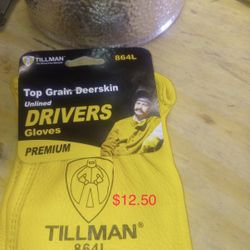 TILLMAN®
864L
Top Grain Deerskin
Unlined
DRIVERS
Gloves
PREMIUM
$12.50
TILLMAN®
864L